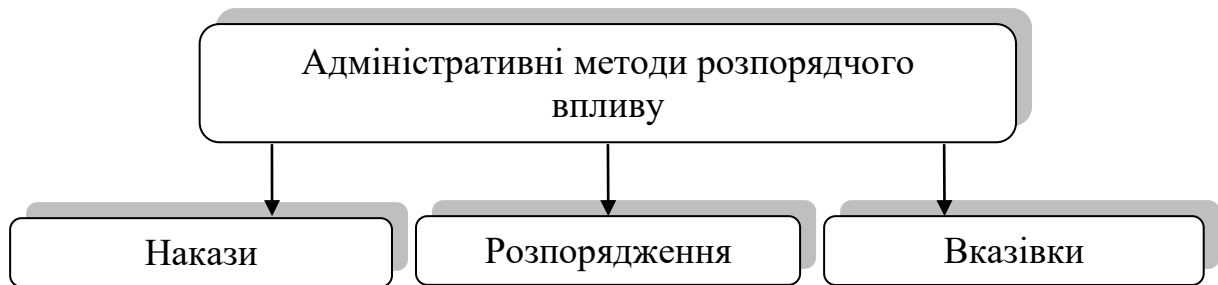 Адміністративні методи розпорядчого
впливу
Накази
Розпорядження
Вказівки